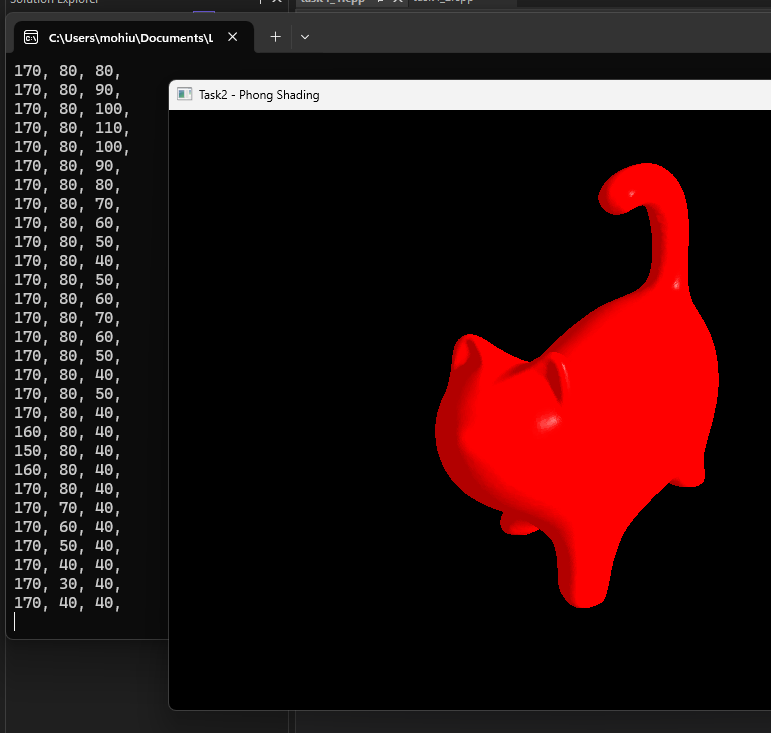 Solution Explorer
C:\Users\mohiu\Documents\L
170, 80, 80,
170, 80, 90,
170, 80, 100,
170, 80, 110,
170, 80, 100,
170, 80, 90,
170, 80, 80,
170, 80, 70,
170, 80, 60,
170, 80, 50,
170, 80, 40,
170, 80, 50,
170, 80, 60,
170, 80, 70,
170, 80, 60,
170, 80, 50,
170, 80, 40,
170, 80, 50,
170, 80, 40,
160, 80, 40,
150, 80, 40,
160, 80, 40,
170, 80, 40,
170, 70, 40,
170, 60, 40,
170, 50, 40,
170, 40, 40,
170, 30, 40,
170, 40, 40,
Task2 - Phong Shading